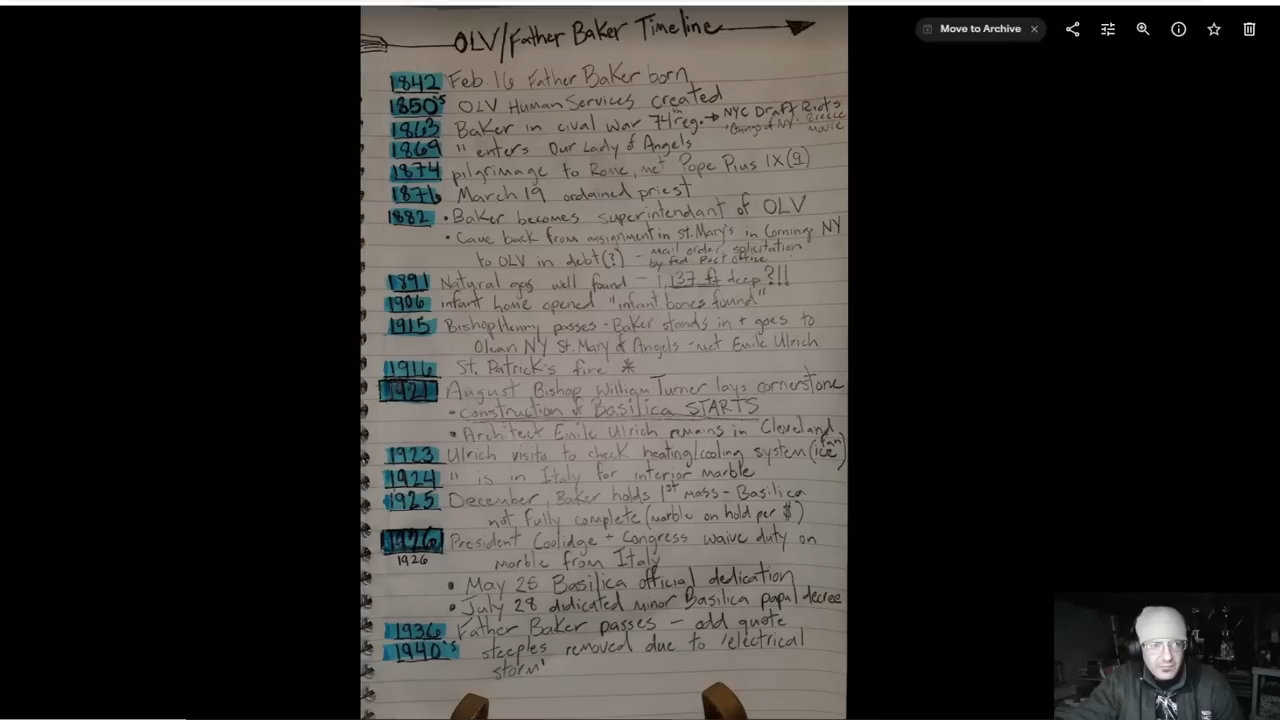 OLV/Father Baker Timeline
Move to Archive
1842 Feb. 16 Father Baker born
1850's OLV Human Services created
1863 Baker in cival war 74th reg. → NYC Draft Riots
'Gangs of NY' movie
1869 " enters Our Lady of Angels
1874 pilgrimage to Rome, met Pope Pius IX (9)
1876 March 19 ordained priest
1882 • Baker becomes superintendant of OLV
• Came back from assignment in St. Mary's in Corning NY
to OLV in debt(?) - mail order solicitation
by Fed. Post office
1891 Natural gas well found - 1,137 ft deep?!!
1906 infant home opened "infant bones found"
1915 Bishop Henry passes - Baker stands in + goes to
Olean NY St. Mary of Angels - met Emile Ulrich
1916 St. Patrick's fire *
1921 August Bishop William Turner lays cornerstone
• Construction of Basilica STARTS
• Architect Emile Ulrich remains in Cleveland
1923 Ulrich visits to check heating/cooling system (ice fan)
1924 " is in Italy for interior marble
1925 December, Baker holds 1st mass - Basilica
not fully complete (marble on hold per $)
1926 President Coolidge + Congress waive duty on
1926 marble from Italy
• May 25 Basilica official dedication
• July 28 didicated minor Basilica papal decree
1936 Father Baker passes - add quote
1940's steeples removed due to 'electrical
storm'